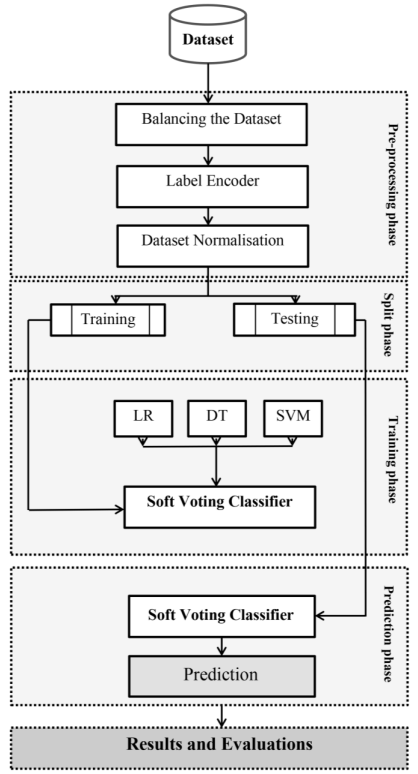 Dataset
Balancing the Dataset
Label Encoder
Dataset Normalisation
Pre-processing phase
Training
Testing
Split phase
LR
DT
SVM
Soft Voting Classifier
Training phase
Soft Voting Classifier
Prediction
Prediction phase
Results and Evaluations